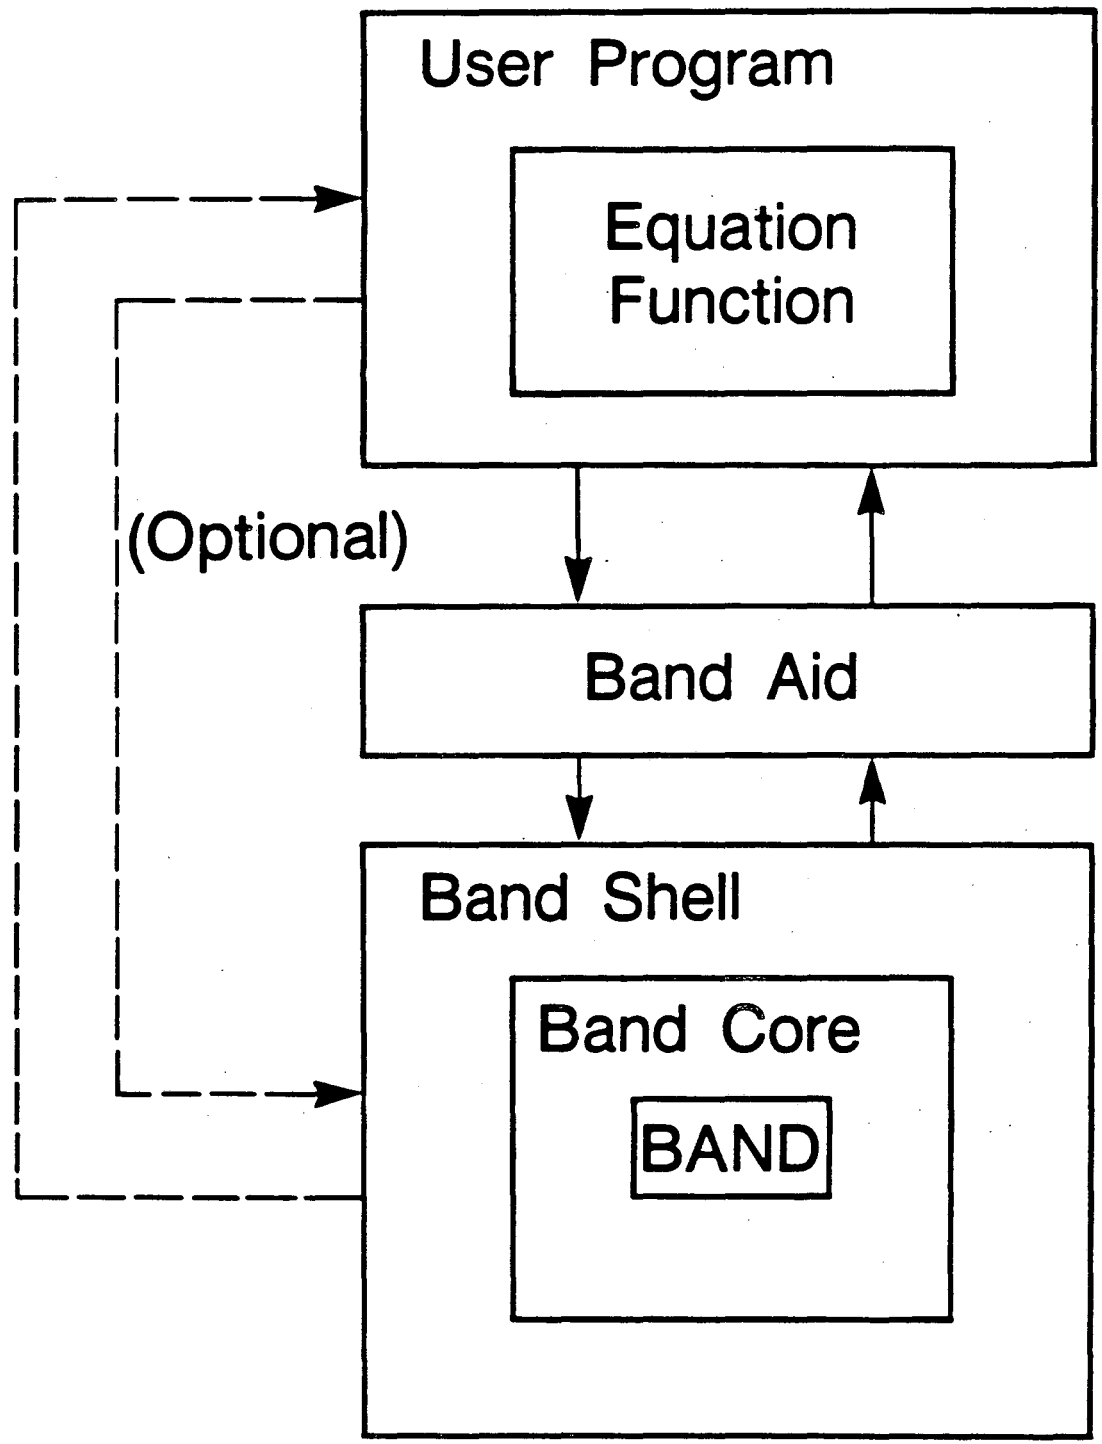 User Program
Equation
Function
(Optional)
Band Aid
Band Shell
Band Core
BAND